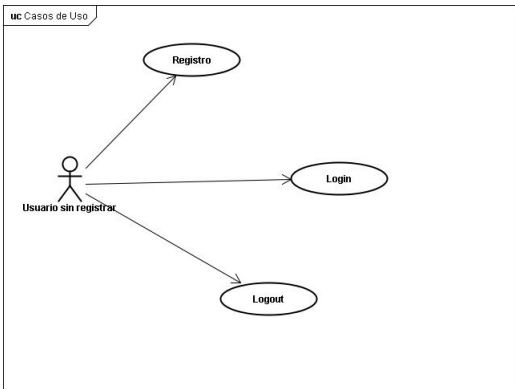 uc Casos de Uso
Registro
Login
Usuario sin registrar
Logout